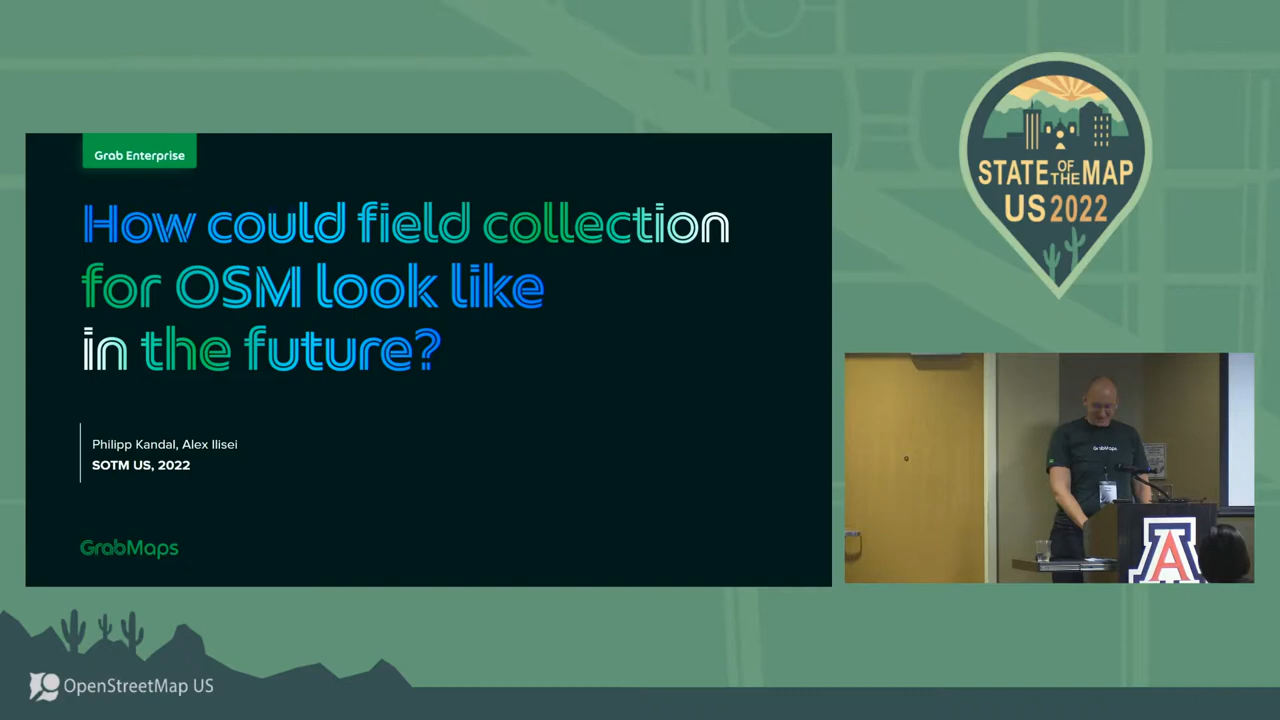 Grab Enterprise
How could field collection
for OSM look like
in the future?
Philipp Kandal, Alex Ilisei
SOTM US, 2022
GrabMaps
STATE OF THE MAP
US 2022
GrabMaps
A
OpenStreetMap US